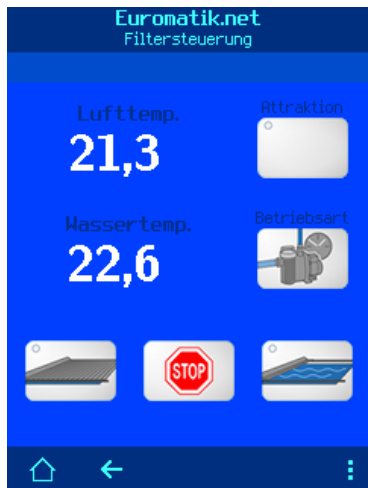 Euromatik.net
Filtersteuerung
Lufttemp.
Attraktion
21,3
Wassertemp.
Betriebsart
22,6
STOP